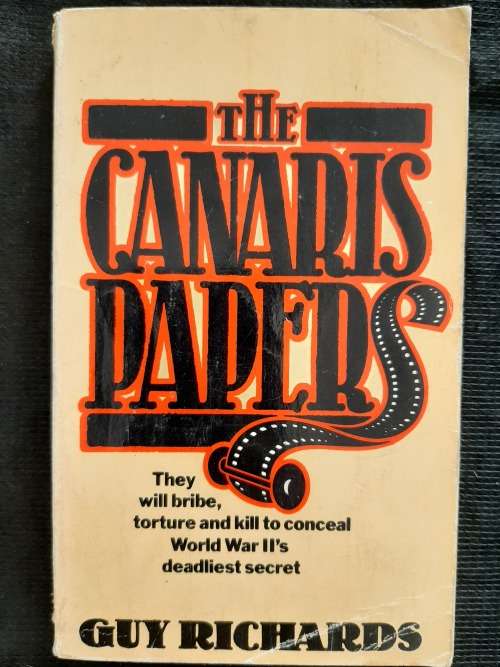 THE
CANARIS
PAPERS
They
will bribe,
torture and kill to conceal
World War II's
deadliest secret
GUY RICHARDS